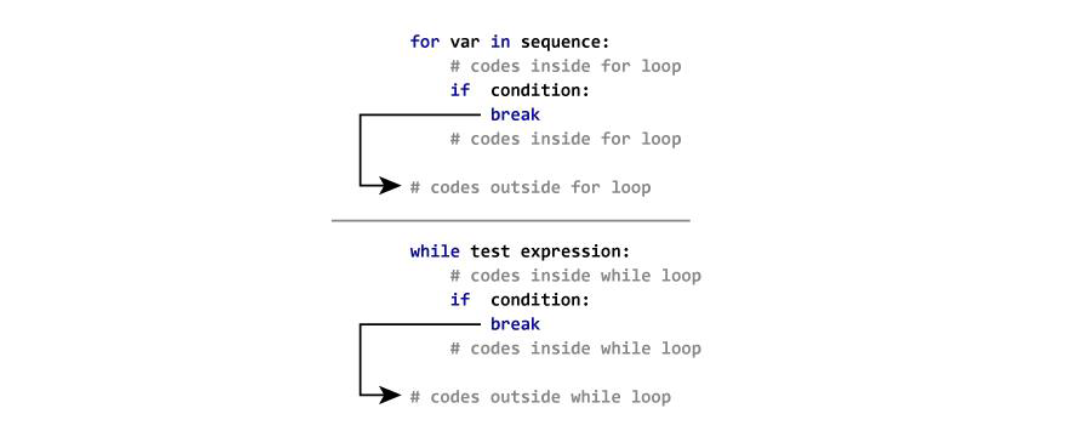 for var in sequence:
# codes inside for loop
if condition:
break
# codes inside for loop
# codes outside for loop
while test expression:
# codes inside while loop
if condition:
break
# codes inside while loop
# codes outside while loop